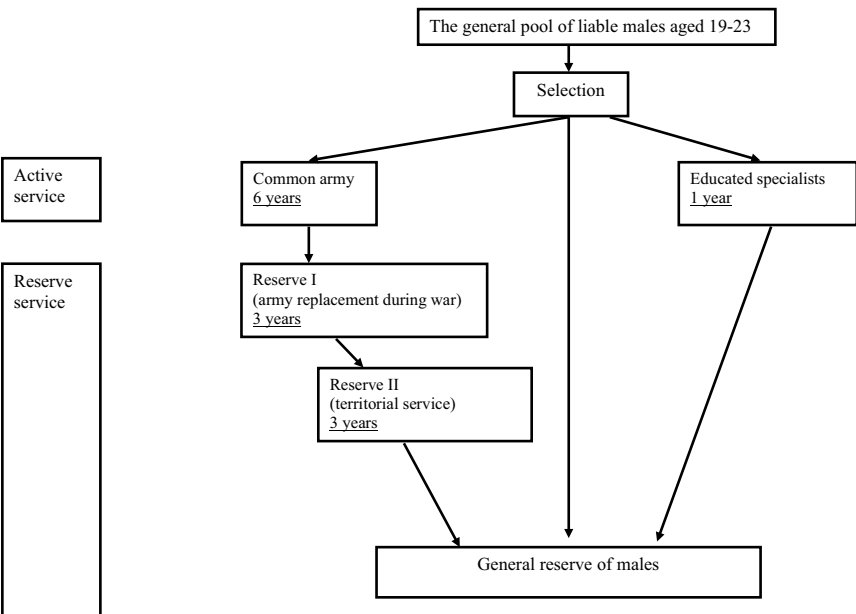 The general pool of liable males aged 19-23
Selection
Active
service
Common army
6 years
Educated specialists
1 year
Reserve
service
Reserve I
(army replacement during war)
3 years
Reserve II
(territorial service)
3 years
General reserve of males